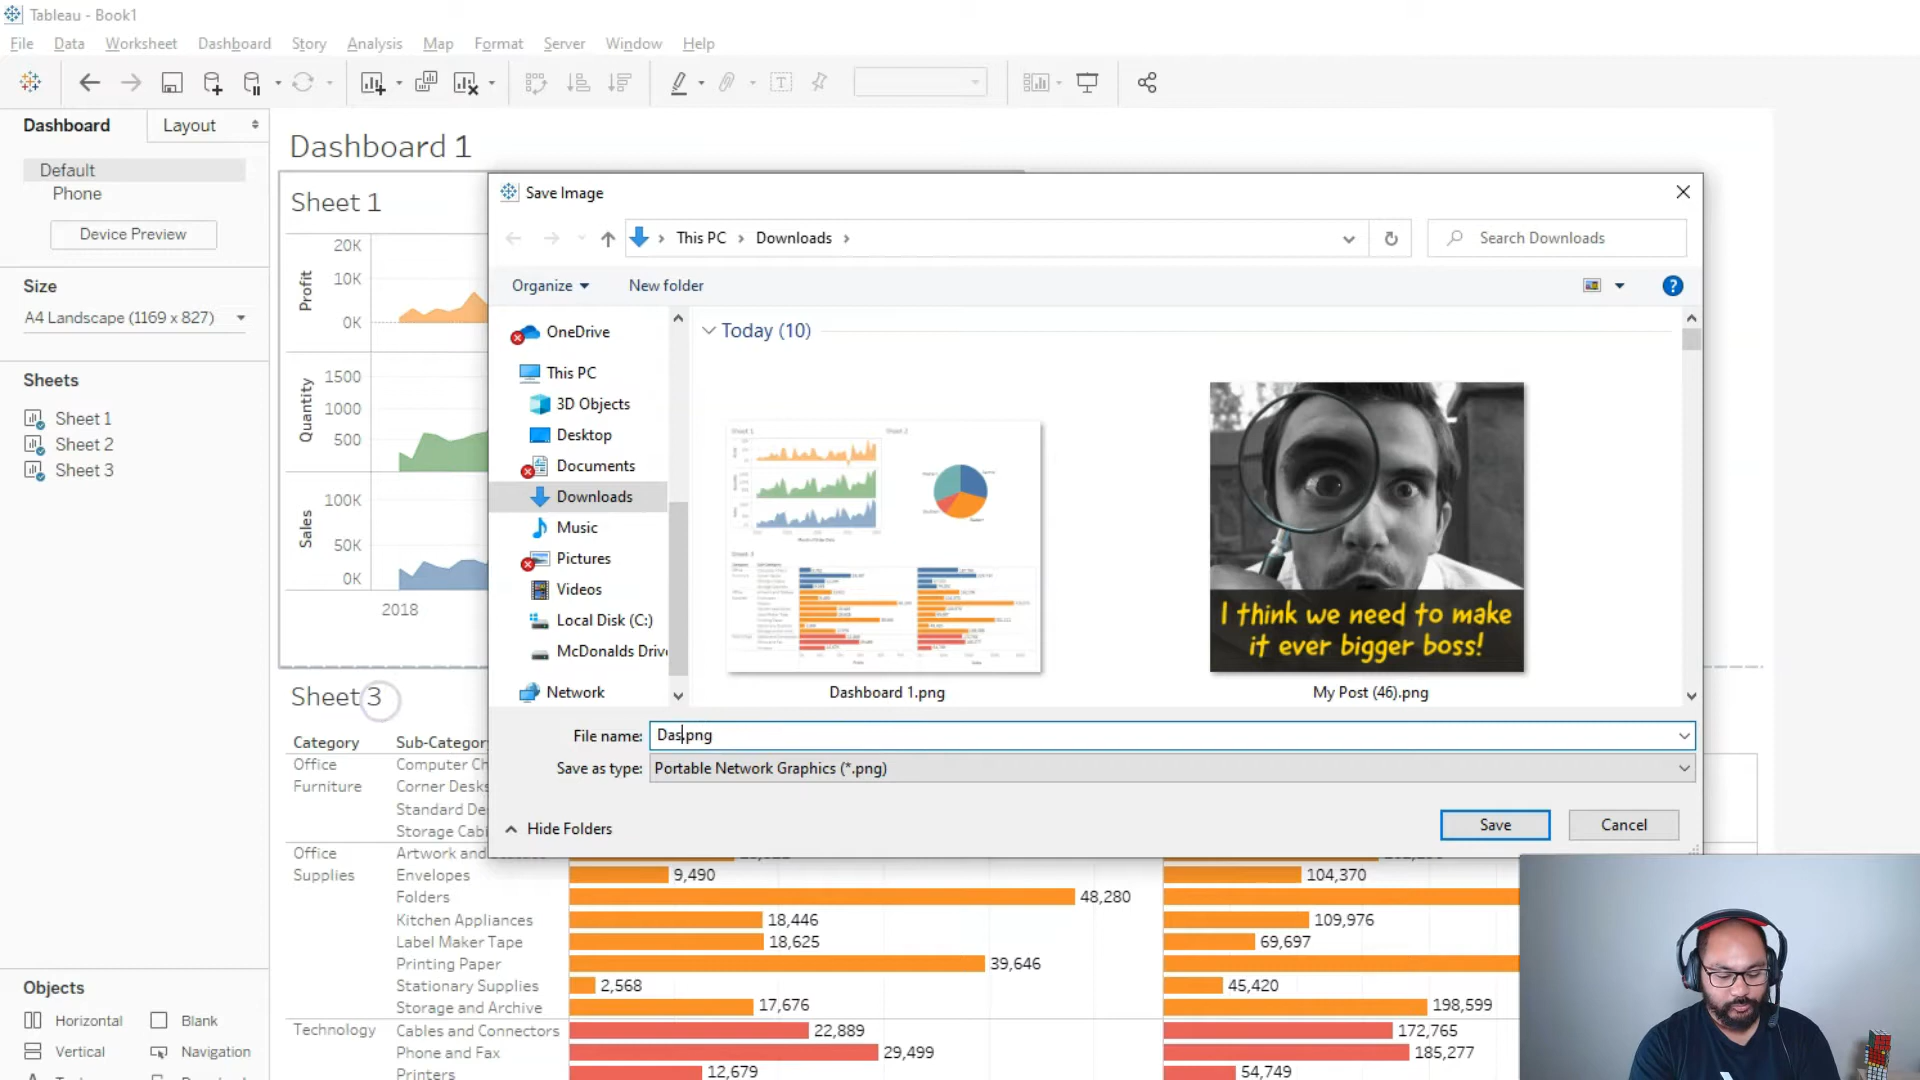 Tableau - Book1
File Data Worksheet Dashboard Story Analysis Map Format Server Window Help
Dashboard Layout
Default
Phone
Device Preview
Size
A4 Landscape (1169 x 827)
Sheets
Sheet 1
Sheet 2
Sheet 3
Objects
Horizontal Blank
Vertical Navigation
Dashboard 1
Sheet 1
Profit
20K
10K
0K
Quantity
1500
1000
500
Sales
100K
50K
0K
2018
Save Image
This PC > Downloads >
Search Downloads
Organize New folder
OneDrive
This PC
3D Objects
Desktop
Documents
Downloads
Music
Pictures
Videos
Local Disk (C:)
McDonalds Driv
Network
Today (10)
Sheet 1 Sheet 2
Sheet 3
Dashboard 1.png
I think we need to make
it ever bigger boss!
My Post (46).png
File name: Das.png
Save as type: Portable Network Graphics (*.png)
Hide Folders
Save Cancel
Sheet 3
Category Sub-Category
Office Computer Ch
Furniture Corner Desks
Standard De
Storage Cabi
Office Artwork and
Supplies Envelopes 9,490 104,370
Folders 48,280
Kitchen Appliances 18,446 109,976
Label Maker Tape 18,625 69,697
Printing Paper 39,646
Stationary Supplies 2,568 45,420
Storage and Archive 17,676 198,599
Technology Cables and Connectors 22,889 172,765
Phone and Fax 29,499 185,277
Printers 12,679 54,749